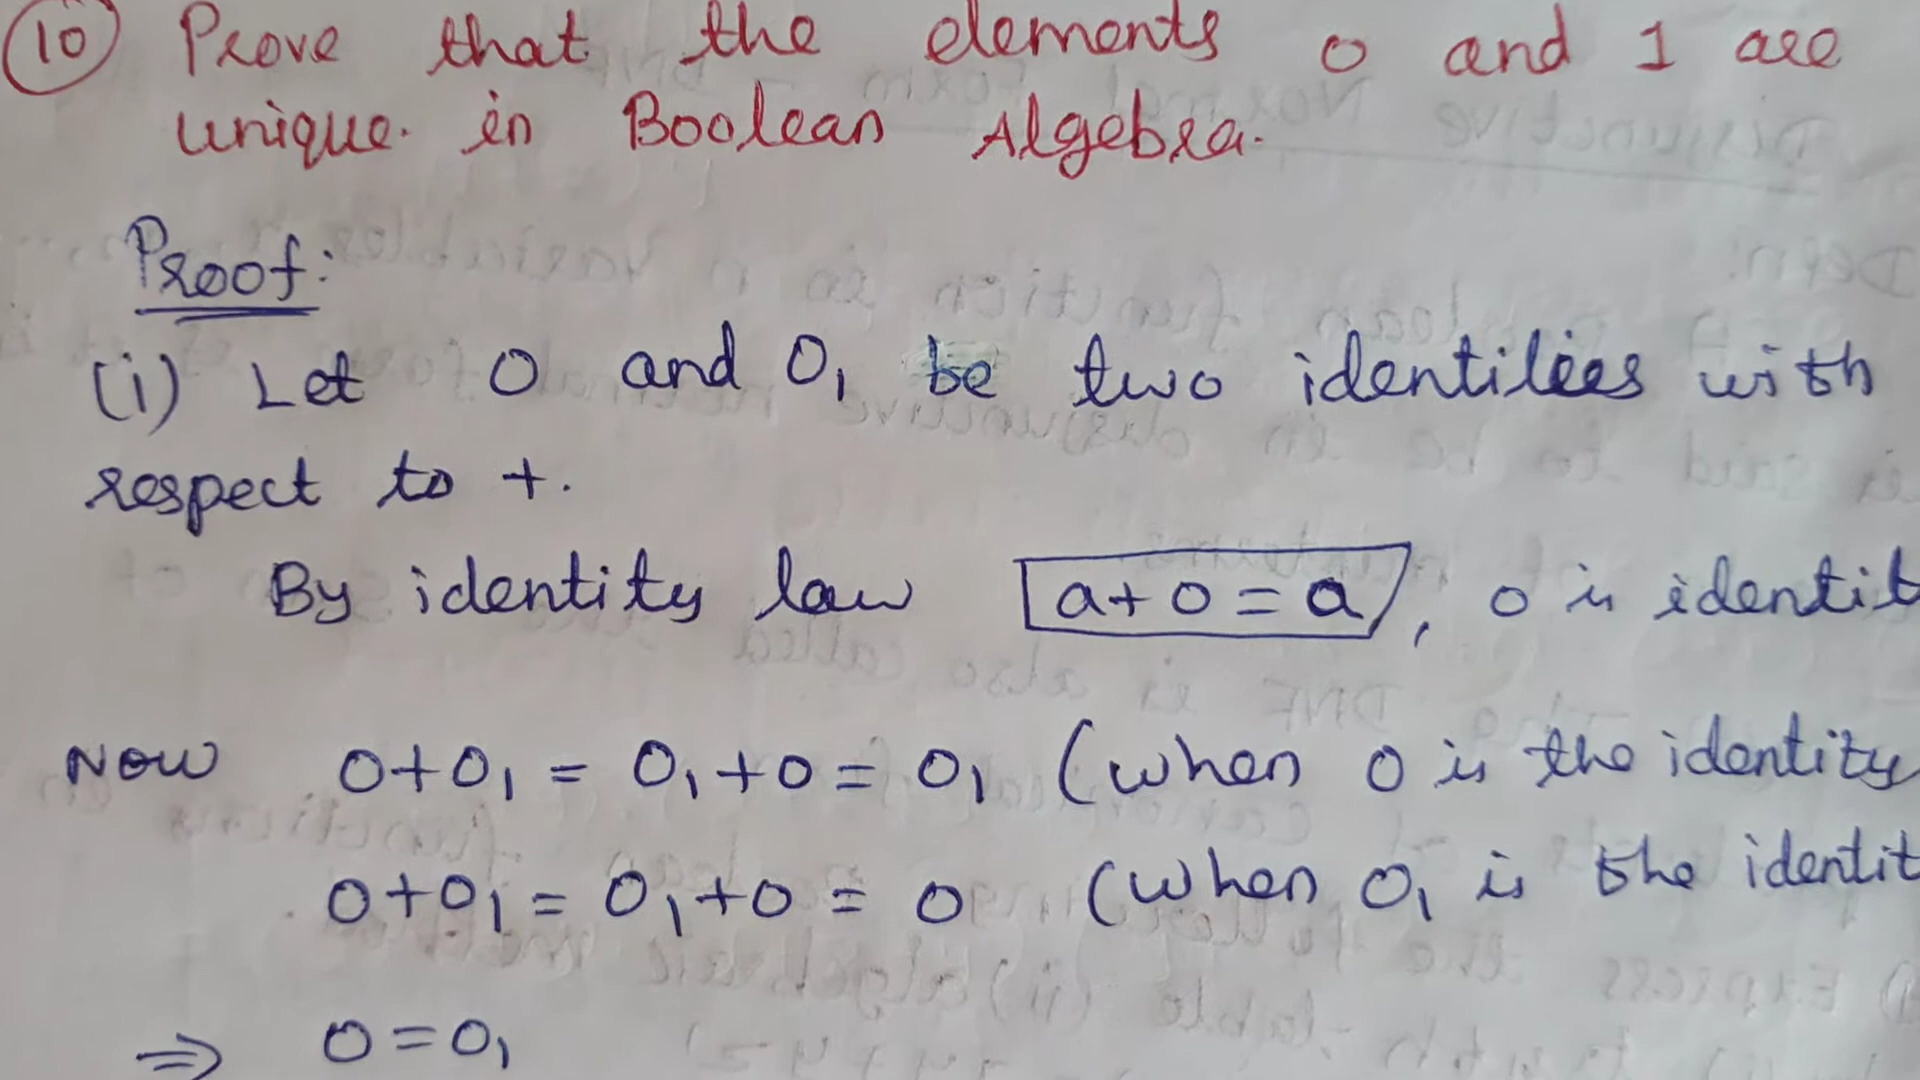 10 Prove that the elements 0 and 1 are
unique. in Boolean Algebra.
Proof:
(i) Let 0 and 0₁ be two identities with
respect to +.
By identity law a+0=a, 0 is identit
Now 0+0₁ = 0₁+0 = 0₁ (when 0 is the identity
0+0₁ = 0₁+0 = 0 (when 0₁ is the identit
⇒ 0=0₁